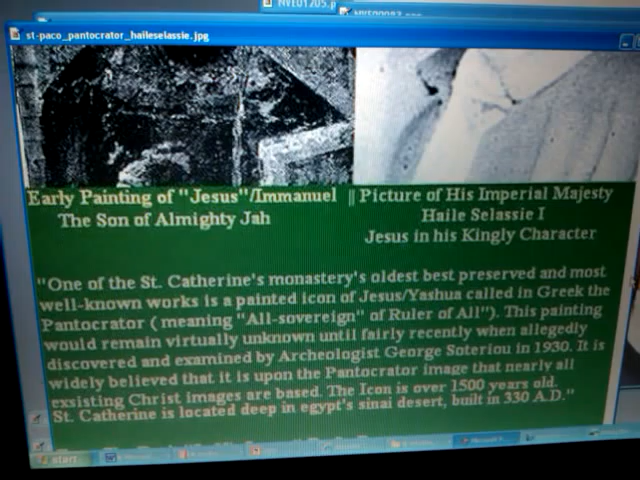 st-paco_pantocrator_haileselassie.jpg
Early Painting of "Jesus"/Immanuel || Picture of His Imperial Majesty
The Son of Almighty Jah
Haile Selassie I
Jesus in his Kingly Character
"One of the St. Catherine's monastery's oldest best preserved and most
well-known works is a painted icon of Jesus/Yashua called in Greek the
Pantocrator ( meaning "All-sovereign" of Ruler of All"). This painting
would remain virtually unknown until fairly recently when allegedly
discovered and examined by Archeologist George Soteriou in 1930. It is
widely believed that it is upon the Pantocrator image that nearly all
exsisting Christ images are based. The Icon is over 1500 years old.
St. Catherine is located deep in egypt's sinai desert, built in 330 A.D."
start